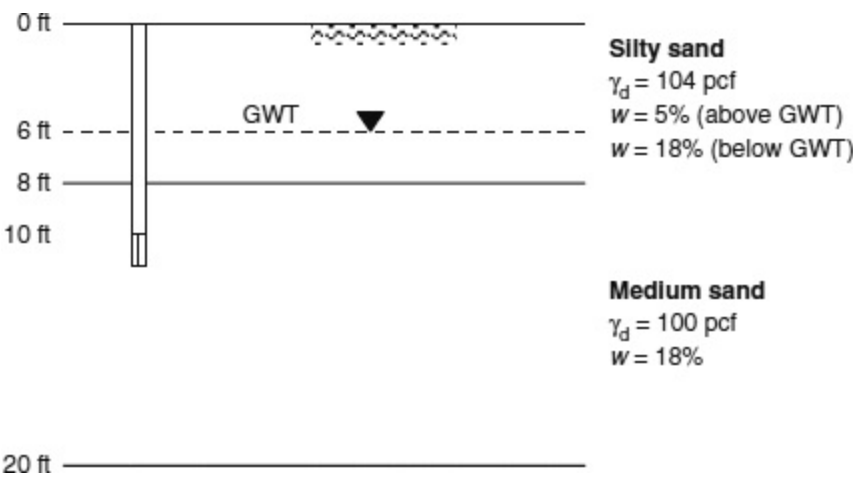 0 ft
Silty sand
γd = 104 pcf
GWT
w = 5% (above GWT)
6 ft
w = 18% (below GWT)
8 ft
10 ft
Medium sand
γd = 100 pcf
w = 18%
20 ft